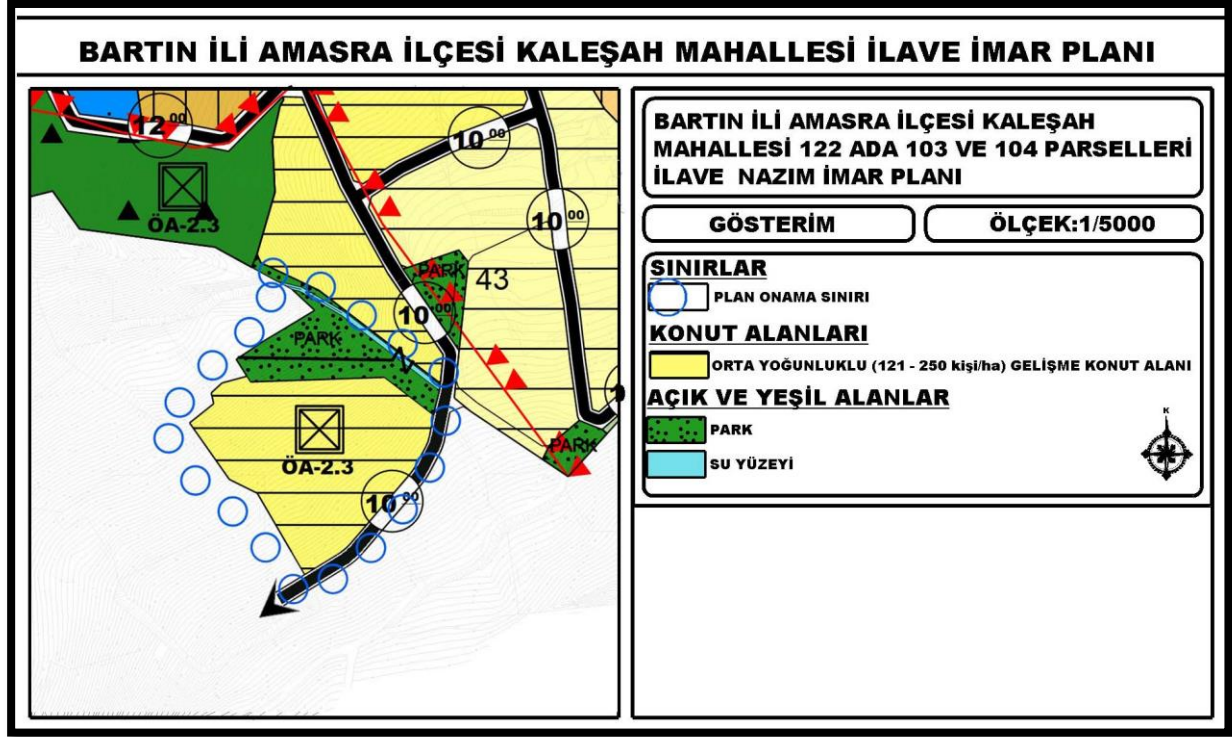 BARTIN İLİ AMASRA İLÇESİ KALEŞAH MAHALLESİ İLAVE İMAR PLANI
12 00
10 00
ÖA-2.3
10 00
PARK
43
10 00
PARK
PARK
ÖA-2.3
10 00
BARTIN İLİ AMASRA İLÇESİ KALEŞAH
MAHALLESİ 122 ADA 103 VE 104 PARSELLERİ
İLAVE NAZIM İMAR PLANI
GÖSTERİM
ÖLÇEK:1/5000
SINIRLAR
PLAN ONAMA SINIRI
KONUT ALANLARI
ORTA YOĞUNLUKLU (121 - 250 kişi/ha) GELİŞME KONUT ALANI
AÇIK VE YEŞİL ALANLAR
PARK
SU YÜZEYİ
K